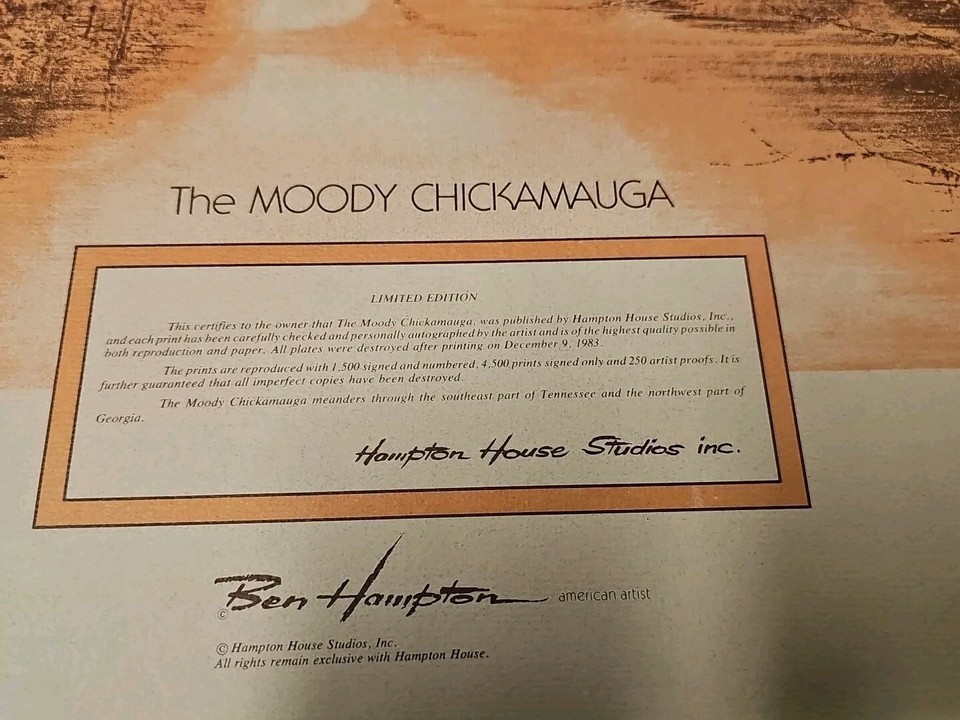 The MOODY CHICKAMAUGA
LIMITED EDITION
This certifies to the owner that The Moody Chickamauga, was published by Hampton House Studios, Inc.,
and each print has been carefully checked and personally autographed by the artist and is of the highest quality possible in
both reproduction and paper. All plates were destroyed after printing on December 9, 1983.
The prints are reproduced with 1,500 signed and numbered, 4,500 prints signed only and 250 artist proofs. It is
further guaranteed that all imperfect copies have been destroyed.
The Moody Chickamauga meanders through the southeast part of Tennessee and the northwest part of
Georgia.
Hampton House Studios inc.
© Ben Hampton american artist
© Hampton House Studios, Inc.
All rights remain exclusive with Hampton House.